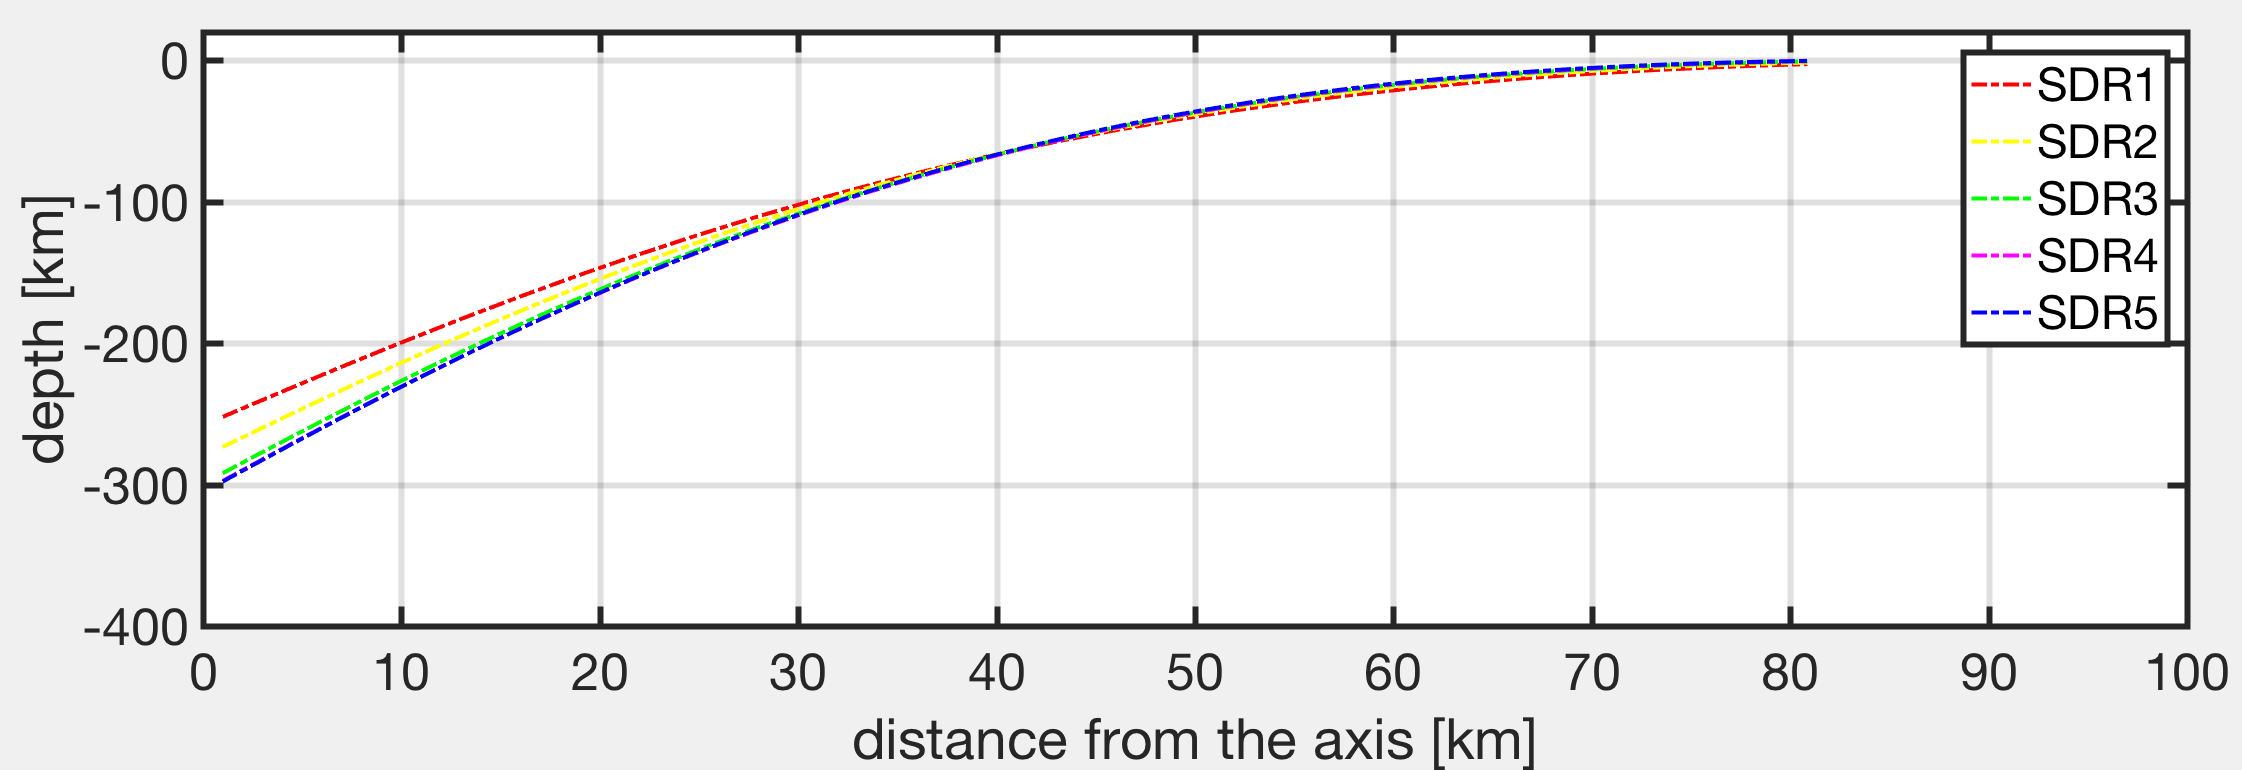 0
-100
-200
-300
-400
depth [km]
0 10 20 30 40 50 60 70 80 90 100
distance from the axis [km]
SDR1
SDR2
SDR3
SDR4
SDR5